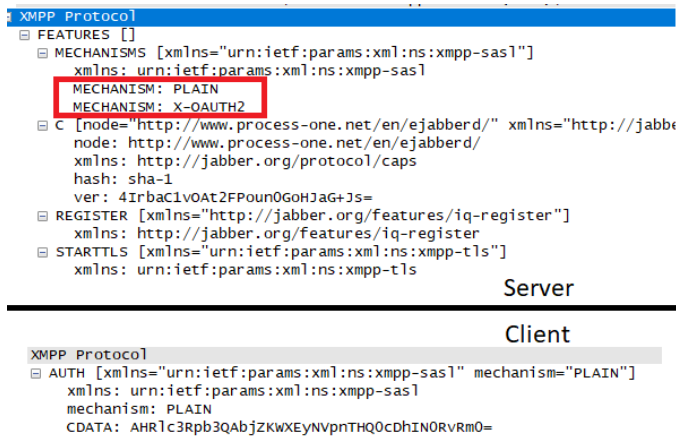 XMPP Protocol
FEATURES []
MECHANISMS [xmlns="urn:ietf:params:xml:ns:xmpp-sasl"]
xmlns: urn:ietf:params:xml:ns:xmpp-sasl
MECHANISM: PLAIN
MECHANISM: X-OAUTH2
C [node="http://www.process-one.net/en/ejabberd/" xmlns="http://jabbe
node: http://www.process-one.net/en/ejabberd/
xmlns: http://jabber.org/protocol/caps
hash: sha-1
ver: 4IrbaC1vOAt2FPoun0GoHJaG+Js=
REGISTER [xmlns="http://jabber.org/features/iq-register"]
xmlns: http://jabber.org/features/iq-register
STARTTLS [xmlns="urn:ietf:params:xml:ns:xmpp-tls"]
xmlns: urn:ietf:params:xml:ns:xmpp-tls
Server
Client
XMPP Protocol
AUTH [xmlns="urn:ietf:params:xml:ns:xmpp-sasl" mechanism="PLAIN"]
xmlns: urn:ietf:params:xml:ns:xmpp-sasl
mechanism: PLAIN
CDATA: AHRlc3Rpb3QAbjZKWXEyNVpnTHQ0cDhIN0RvRm0=